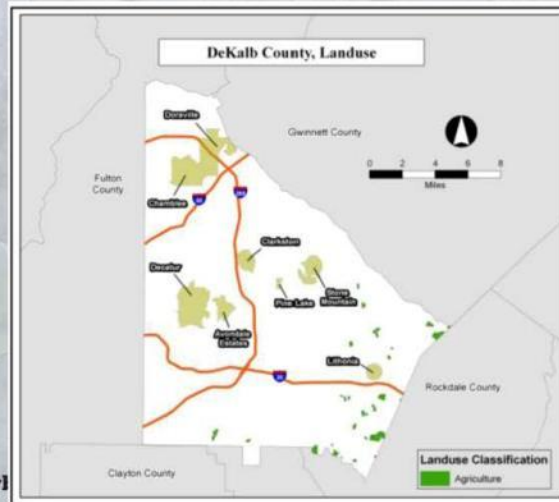 DeKalb County, Landuse
Doraville
Gwinnett County
Fulton
County
0 2 4 6 8
Miles
Chamblee
Clarkston
Decatur
Pine Lake
Stone
Mountain
Avondale
Estates
Lithonia
20
Rockdale County
Clayton County
Landuse Classification
Agriculture